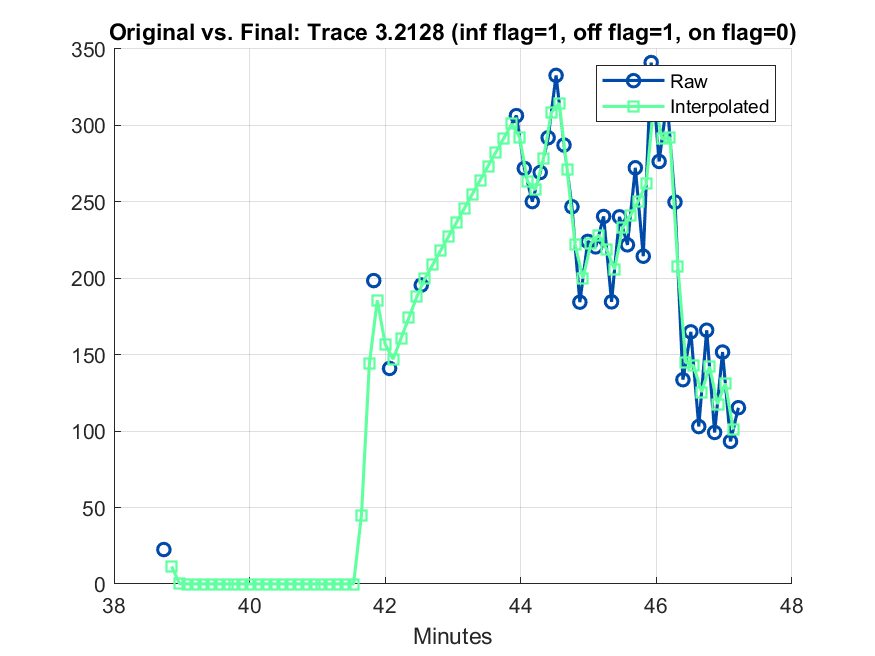 Original vs. Final: Trace 3.2128 (inf flag=1, off flag=1, on flag=0)
350
300
250
200
150
100
50
0
Raw
Interpolated
38 40 42 44 46 48
Minutes